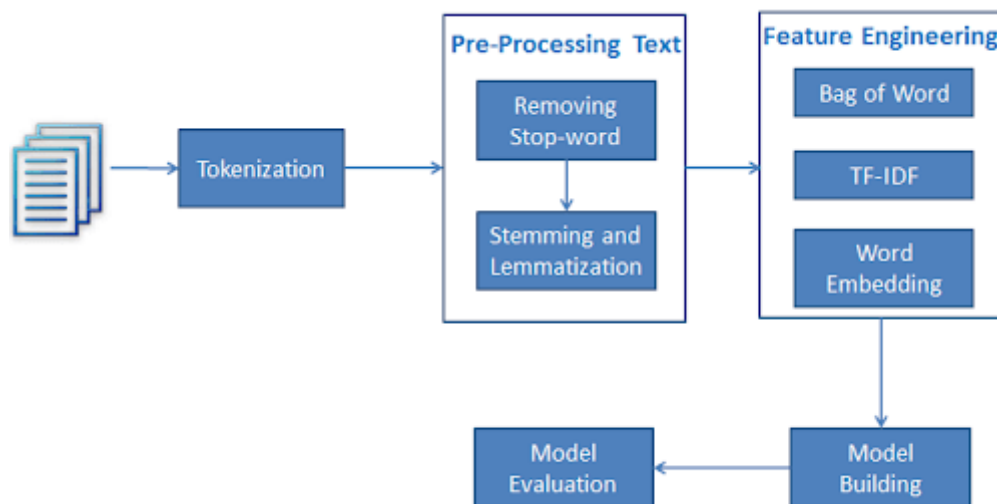 Tokenization
Pre-Processing Text
Removing
Stop-word
Stemming and
Lemmatization
Feature Engineering
Bag of Word
TF-IDF
Word
Embedding
Model
Building
Model
Evaluation